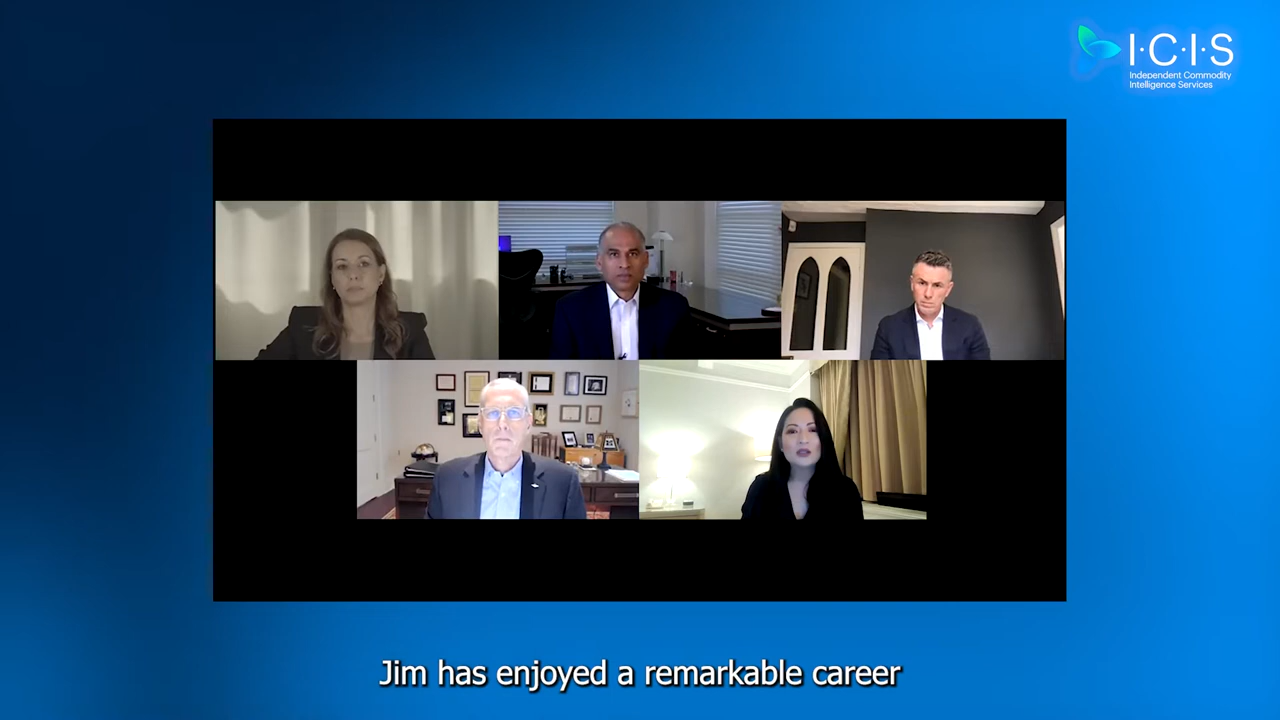 I·C·I·S
Independent Commodity
Intelligence Services
Jim has enjoyed a remarkable career